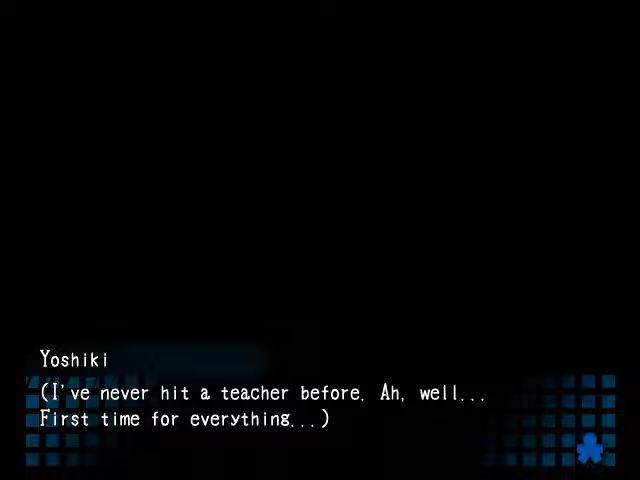 Yoshiki
(I've never hit a teacher before. Ah, well...
First time for everything...)